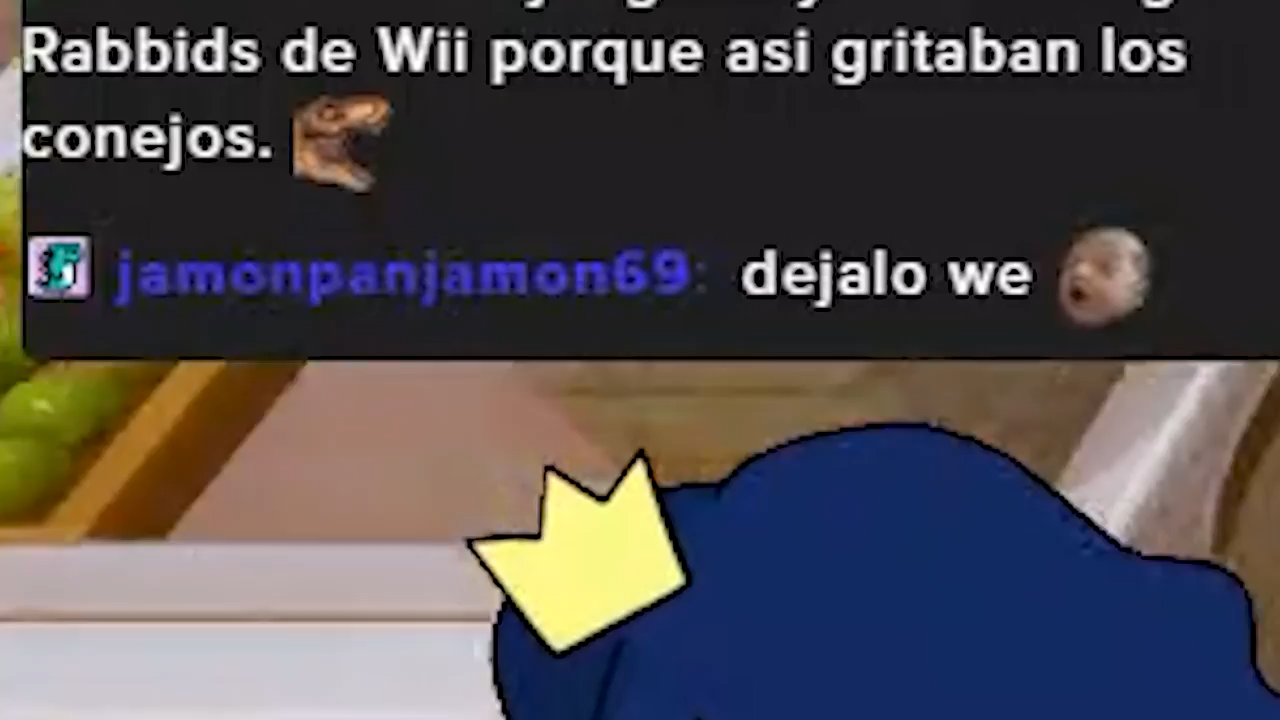 Rabbids de Wii porque asi gritaban los
conejos.
jamonpanjamon69: dejalo we